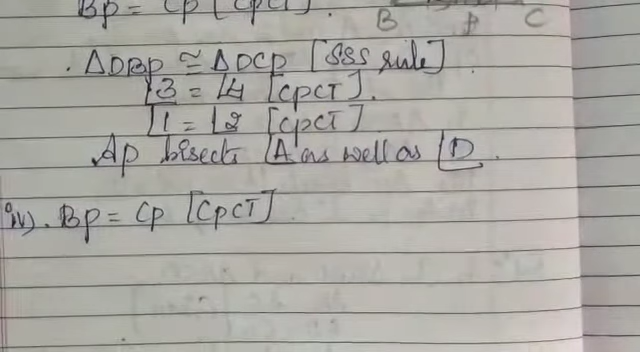 Bp = Cp [CpCT].
B P C
. ΔDBP ≅ ΔDCP [SSS rule]
∠3 = ∠4 [CPCT].
∠1 = ∠2 [CPCT]
Ap bisects ∠A as well as ∠D.
iv). Bp = Cp [CpCT]